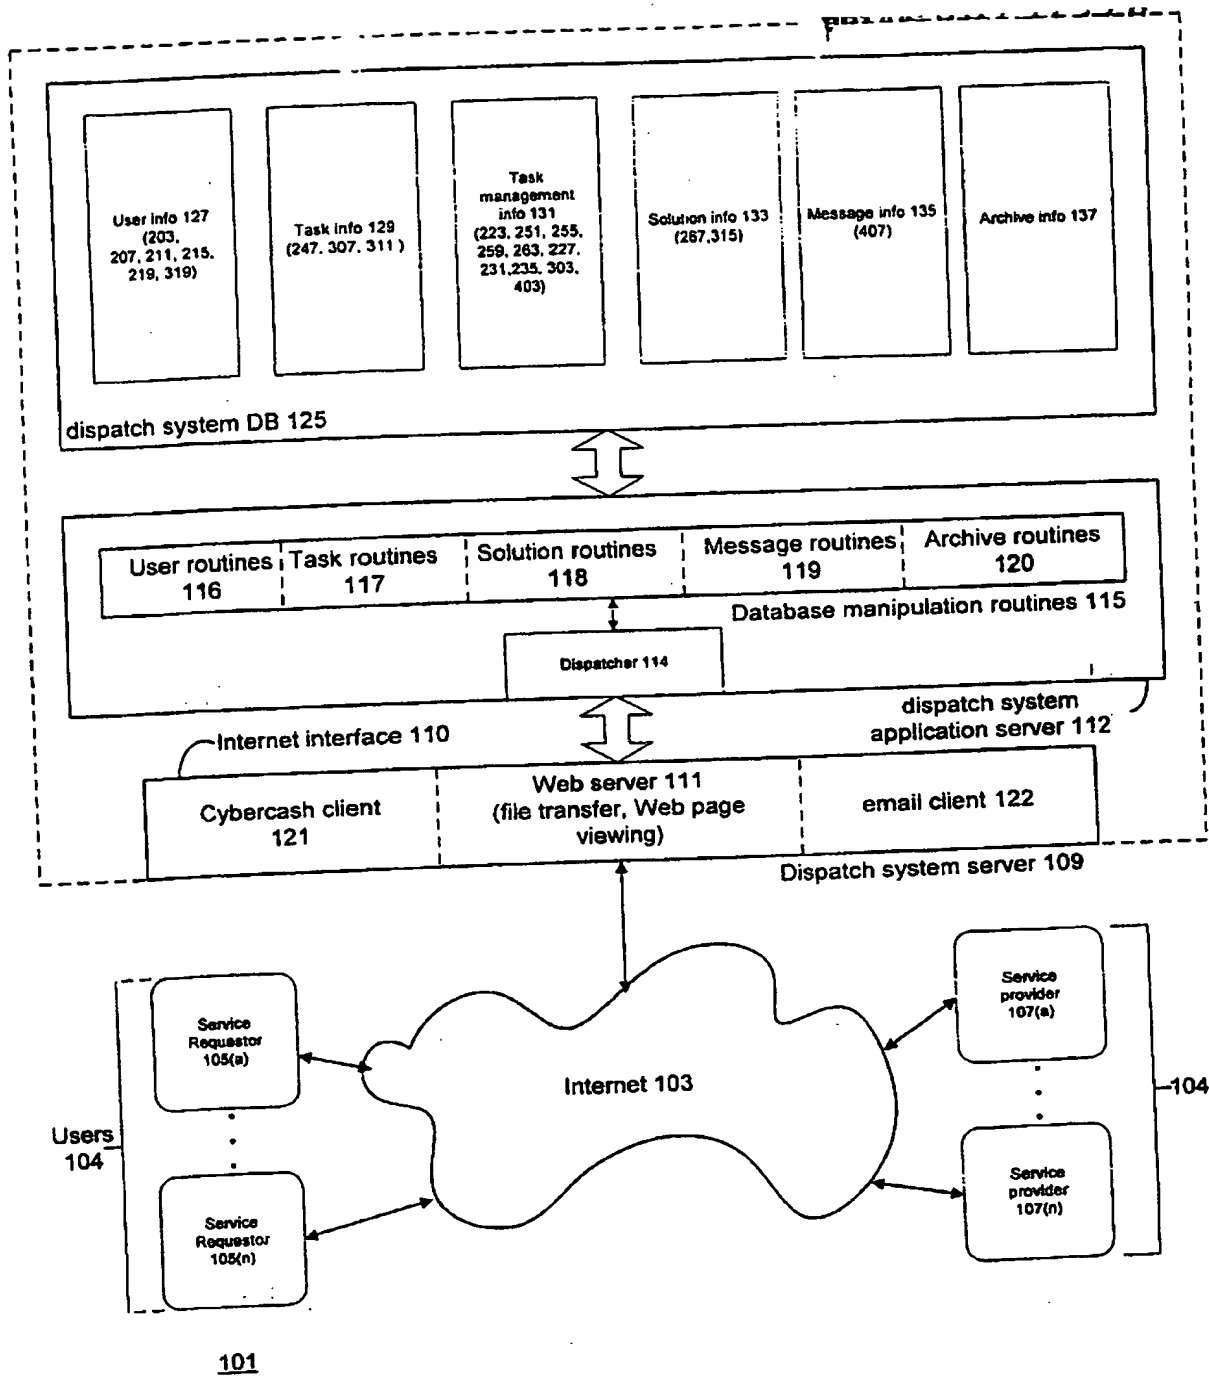 User info 127
(203,
207, 211, 215,
219, 319)
Task info 129
(247, 307, 311 )
Task
management
info 131
(223, 251, 255,
259, 263, 227,
231,235, 303,
403)
Solution info 133
(267,315)
Message info 135
(407)
Archive info 137
dispatch system DB 125
User routines
116
Task routines
117
Solution routines
118
Message routines
119
Archive routines
120
Database manipulation routines 115
Dispatcher 114
dispatch system
application server 112
Internet interface 110
Cybercash client
121
Web server 111
(file transfer, Web page
viewing)
email client 122
Dispatch system server 109
Service
Requestor
105(a)
Service
provider
107(a)
Internet 103
Users
104
104
Service
Requestor
105(n)
Service
provider
107(n)
101